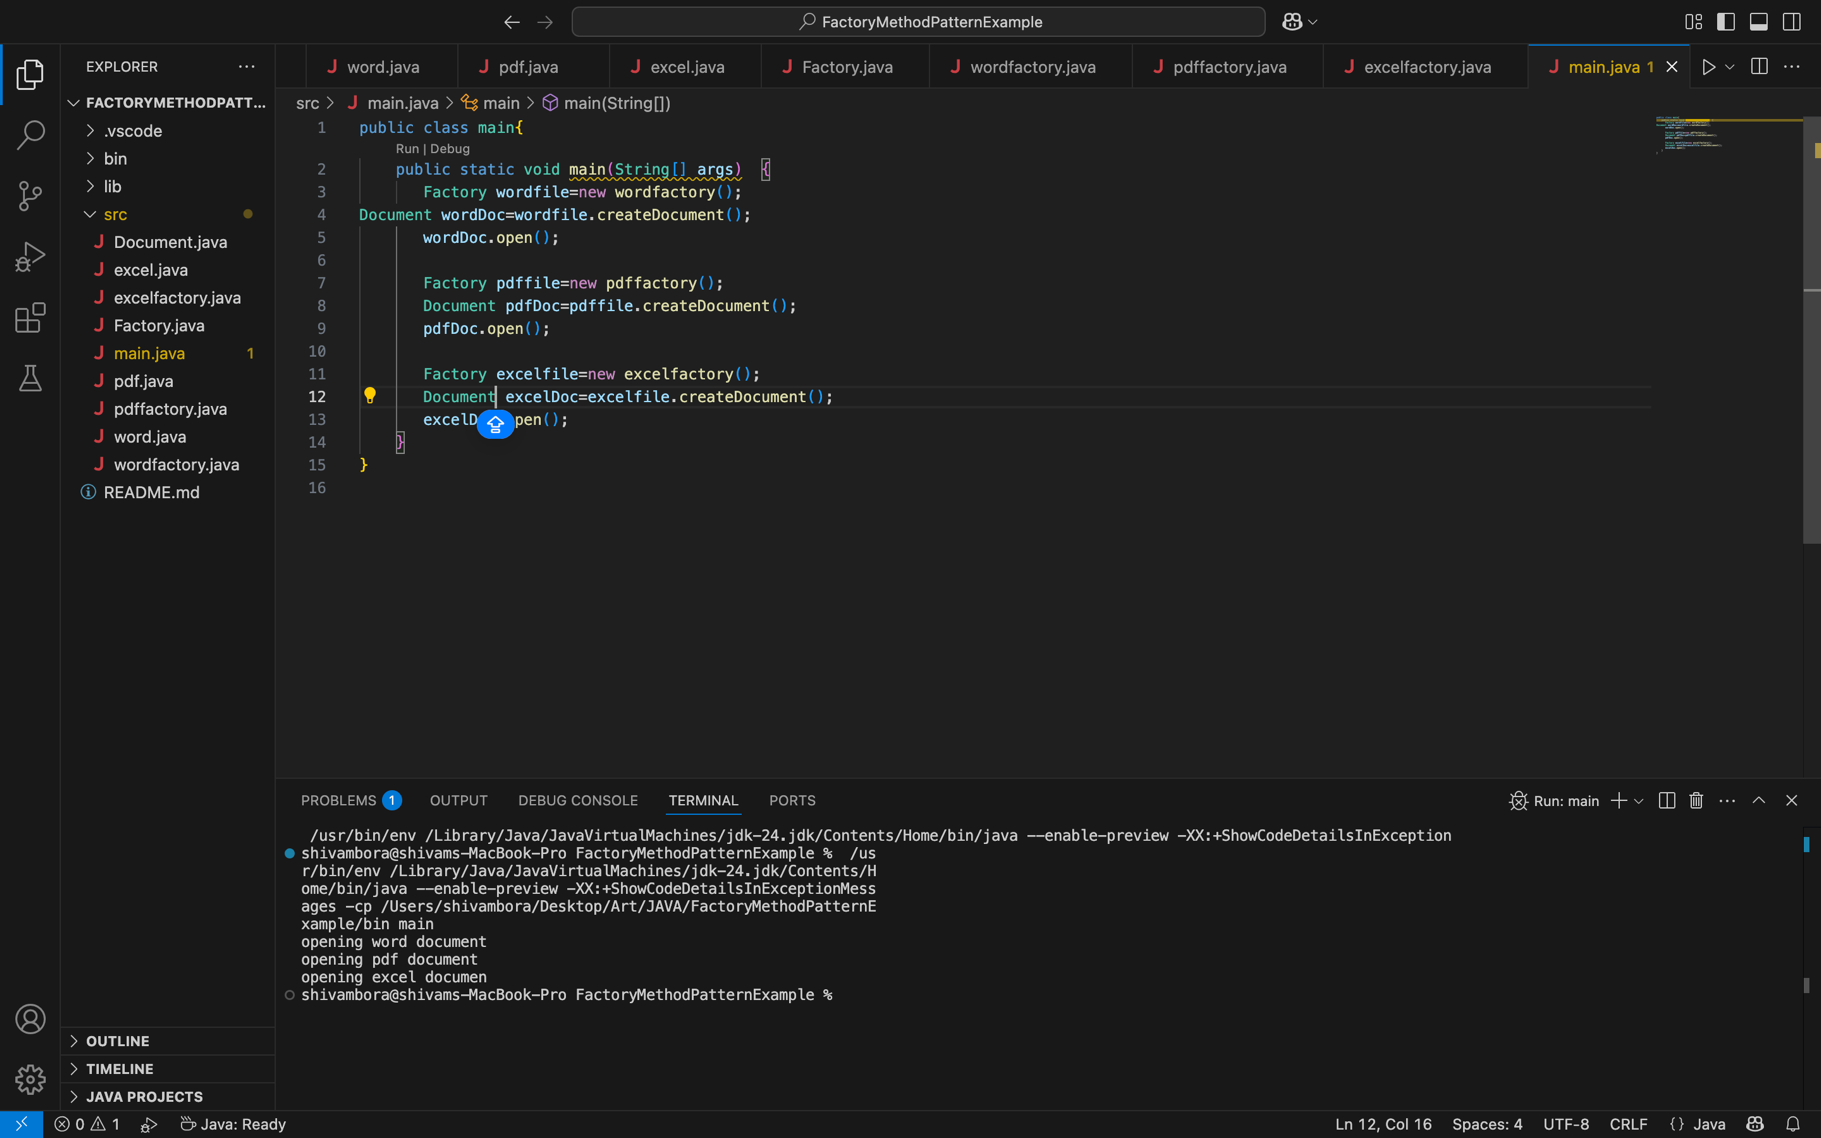 FactoryMethodPatternExample
EXPLORER
word.java
pdf.java
excel.java
Factory.java
wordfactory.java
pdffactory.java
excelfactory.java
main.java 1
FACTORYMETHODPATT...
.vscode
bin
lib
src
Document.java
excel.java
excelfactory.java
Factory.java
main.java 1
pdf.java
pdffactory.java
word.java
wordfactory.java
README.md
OUTLINE
TIMELINE
JAVA PROJECTS
src > main.java > main > main(String[])
1 public class main{
Run | Debug
2 public static void main(String[] args) {
3 Factory wordfile=new wordfactory();
4 Document wordDoc=wordfile.createDocument();
5 wordDoc.open();
6
7 Factory pdffile=new pdffactory();
8 Document pdfDoc=pdffile.createDocument();
9 pdfDoc.open();
10
11 Factory excelfile=new excelfactory();
12 Document excelDoc=excelfile.createDocument();
13 excelD pen();
14 }
15 }
16
PROBLEMS 1 OUTPUT DEBUG CONSOLE TERMINAL PORTS
Run: main
/usr/bin/env /Library/Java/JavaVirtualMachines/jdk-24.jdk/Contents/Home/bin/java --enable-preview -XX:+ShowCodeDetailsInException
shivambora@shivams-MacBook-Pro FactoryMethodPatternExample % /us
r/bin/env /Library/Java/JavaVirtualMachines/jdk-24.jdk/Contents/H
ome/bin/java --enable-preview -XX:+ShowCodeDetailsInExceptionMess
ages -cp /Users/shivambora/Desktop/Art/JAVA/FactoryMethodPatternE
xample/bin main
opening word document
opening pdf document
opening excel documen
shivambora@shivams-MacBook-Pro FactoryMethodPatternExample %
0 1 Java: Ready
Ln 12, Col 16 Spaces: 4 UTF-8 CRLF {} Java